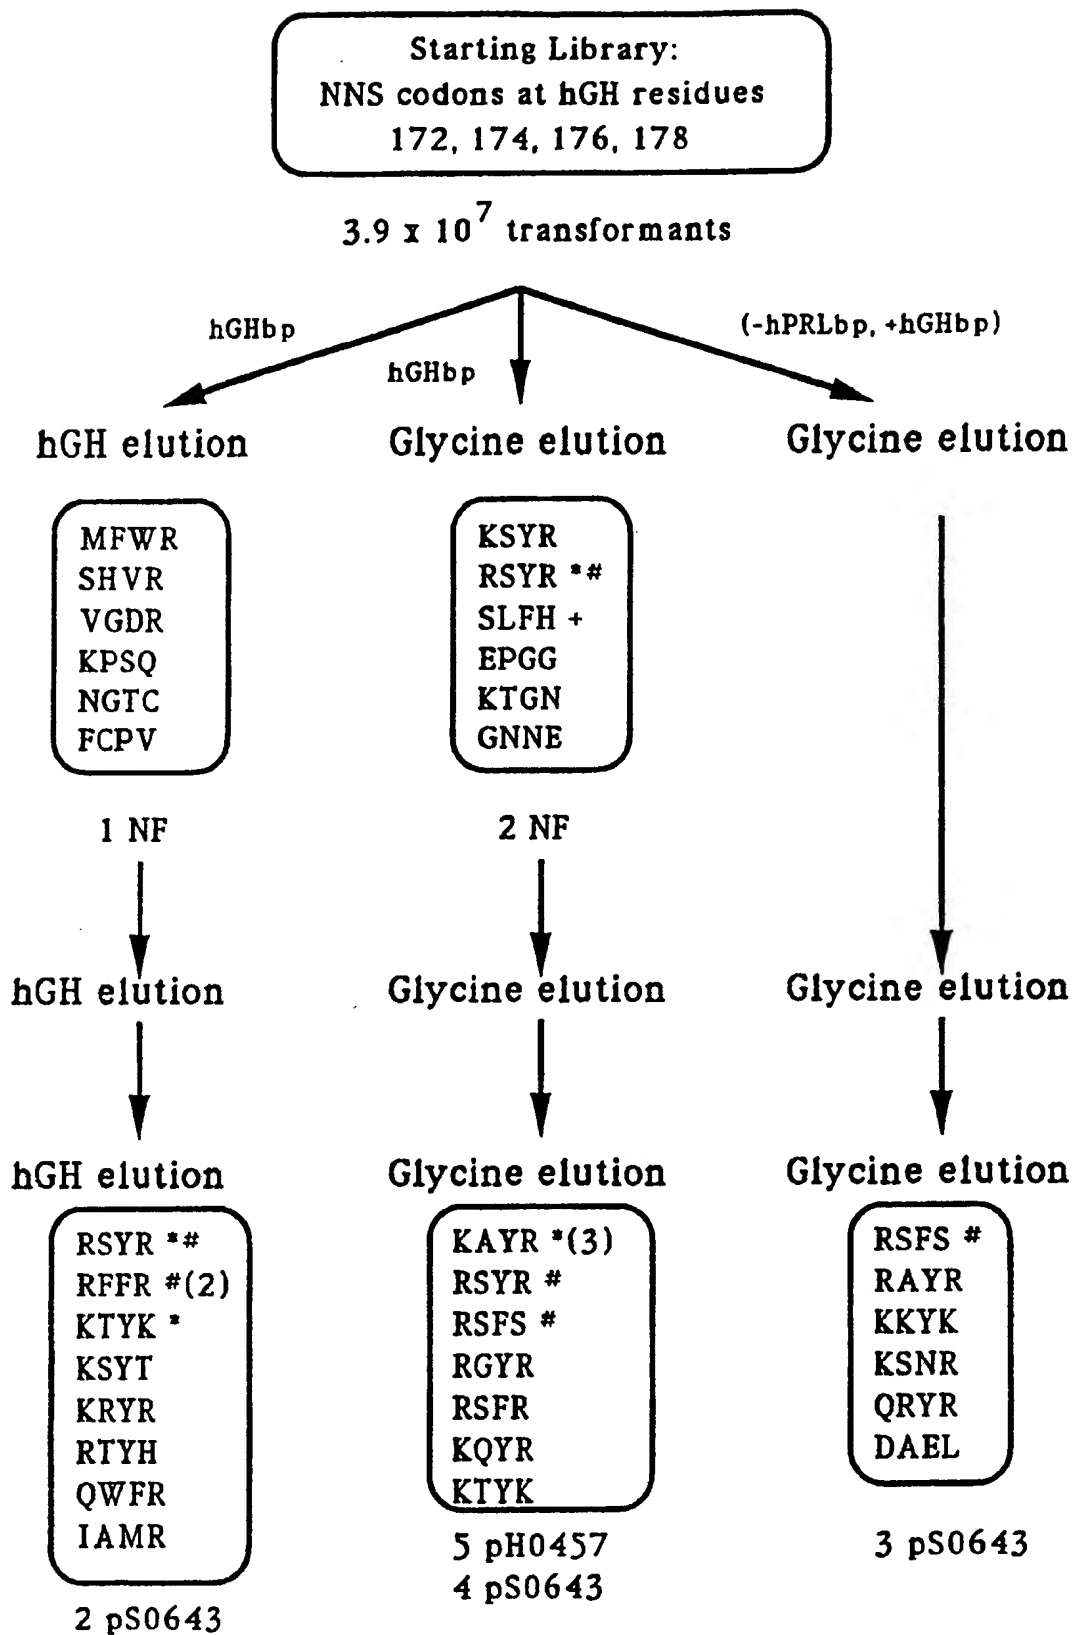 Starting Library:
NNS codons at hGH residues
172, 174, 176, 178
3.9 x 10^7 transformants
hGHbp
hGHbp
(-hPRLbp, +hGHbp)
hGH elution
Glycine elution
Glycine elution
MFWR
SHVR
VGDR
KPSQ
NGTC
FCPV
1 NF
KSYR
RSYR *#
SLFH +
EPGG
KTGN
GNNE
2 NF
hGH elution
Glycine elution
Glycine elution
hGH elution
Glycine elution
Glycine elution
RSYR *#
RFFR #(2)
KTYK *
KSYT
KRYR
RTYH
QWFR
IAMR
2 pS0643
KAYR *(3)
RSYR #
RSFS #
RGYR
RSFR
KQYR
KTYK
5 pH0457
4 pS0643
RSFS #
RAYR
KKYK
KSNR
QRYR
DAEL
3 pS0643